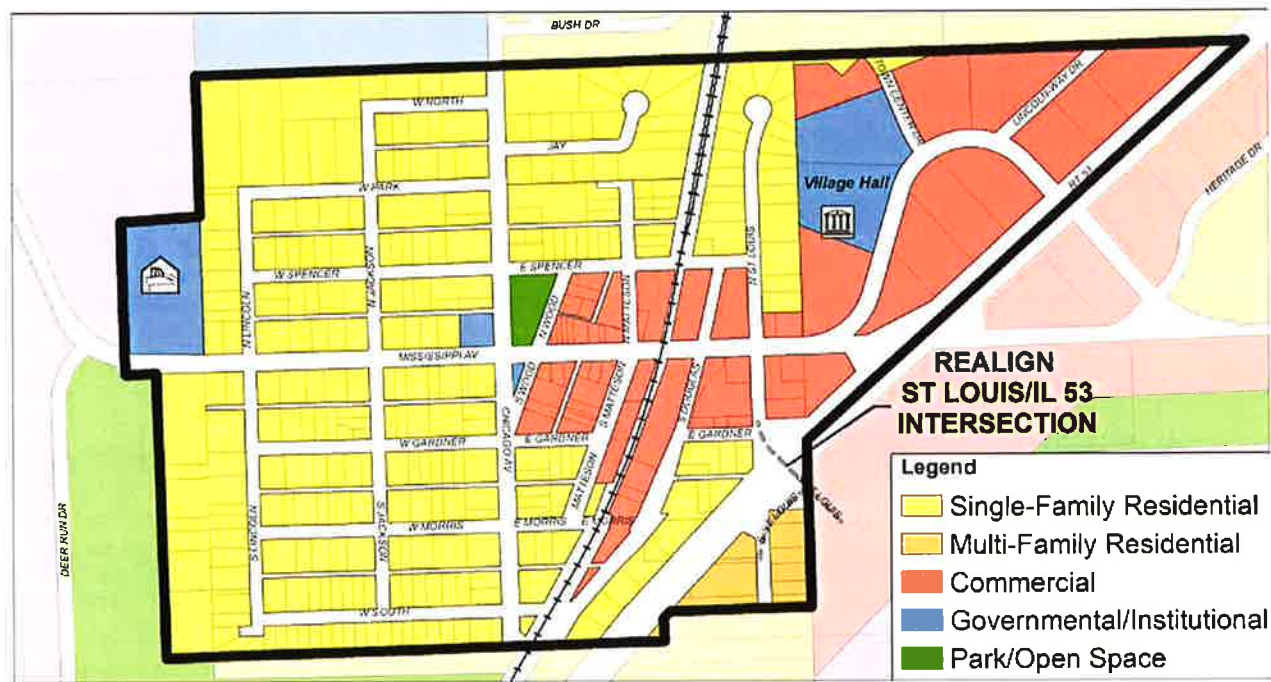 BUSH DR
W NORTH
TOWN CENTER DR
LINCOLN-WAY DR
JAY
W PARK
Village Hall
RT 53
HERITAGE DR
N JACKSON
N ST LOUIS
W SPENCER
E SPENCER
N LINCOLN
N WOOD
N MATTESON
MISSISSIPPI AV
S WOOD
S MATTESON
REALIGN
ST LOUIS/IL 53
INTERSECTION
CHICAGO AV
W GARDNER
E GARDNER
E GARDNER
MATTESON
S LINCOLN
S JACKSON
W MORRIS
E MORRIS
E MORRIS
DEER RUN DR
W SOUTH
Legend
Single-Family Residential
Multi-Family Residential
Commercial
Governmental/Institutional
Park/Open Space